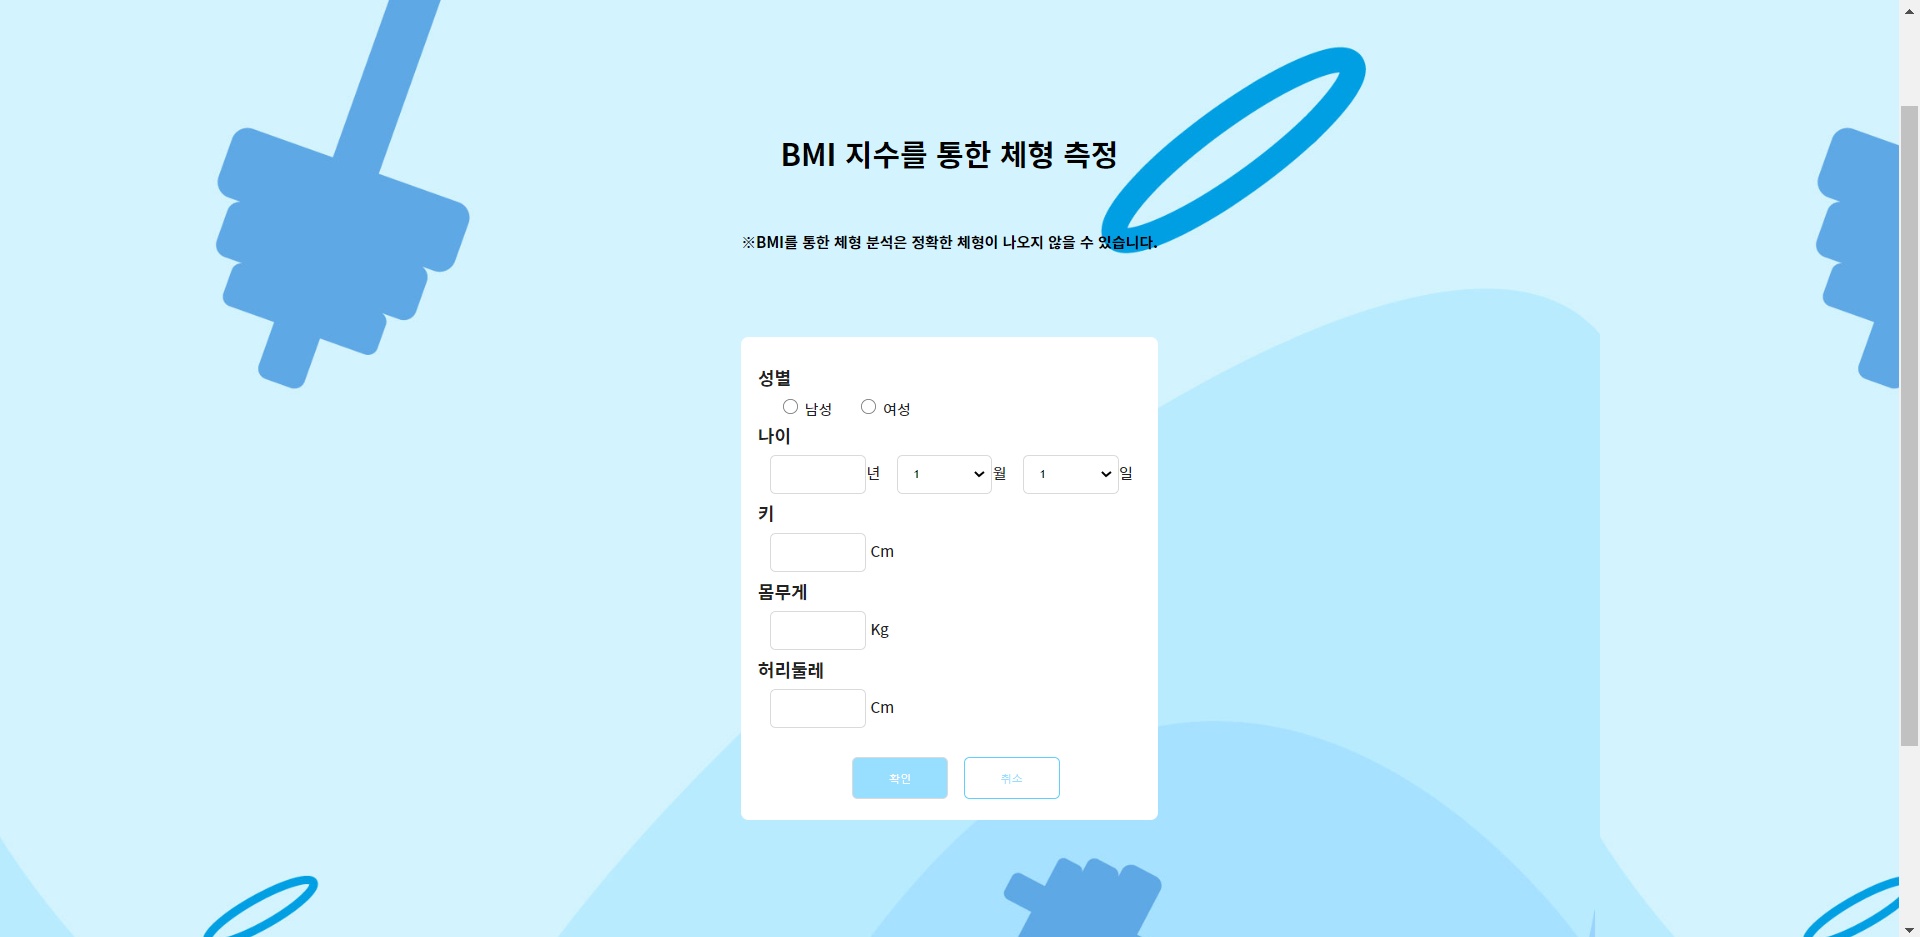 BMI 지수를 통한 체형 측정
※BMI를 통한 체형 분석은 정확한 체형이 나오지 않을 수 있습니다.
성별
남성 여성
나이
년 1 월 1 일
키
Cm
몸무게
Kg
허리둘레
Cm
확인 취소